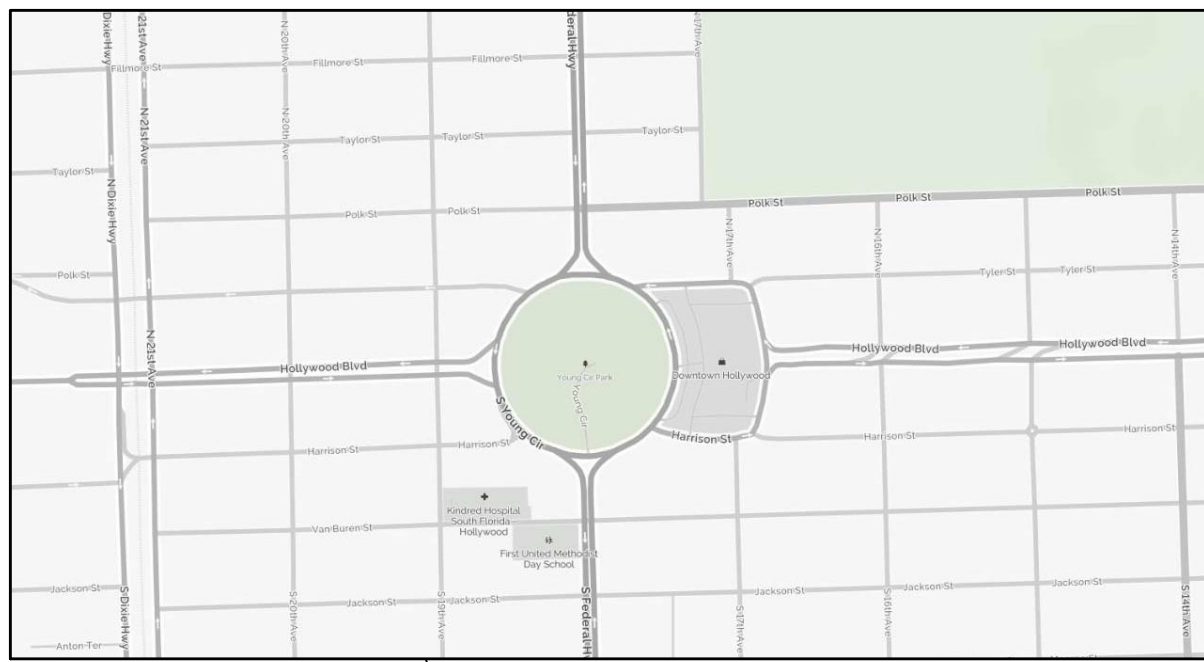 N Dixie Hwy
N 21st Ave
N 20th Ave
Federal Hwy
N 17th Ave
Fillmore St
Fillmore St
Fillmore St
N 21st Ave
N 20th Ave
Taylor St
Taylor St
Taylor St
Taylor St
N Dixie Hwy
Polk St
Polk St
Polk St
Polk St
Polk St
N 17th Ave
N 16th Ave
N 14th Ave
Polk St
Tyler St
Tyler St
N 21st Ave
Hollywood Blvd
Hollywood Blvd
Hollywood Blvd
Young Cir Park
Downtown Hollywood
Young Cir
S Young Cir
Harrison St
Harrison St
Harrison St
Harrison St
Harrison St
Kindred Hospital
South Florida -
Hollywood
Van Buren St
First United Methodist
Day School
Jackson St
Jackson St
Jackson St
Jackson St
Jackson St
Jackson St
S Dixie Hwy
S 20th Ave
S 19th Ave
S Federal Hw
S 17th Ave
S 16th Ave
S 14th Ave
Anton Ter